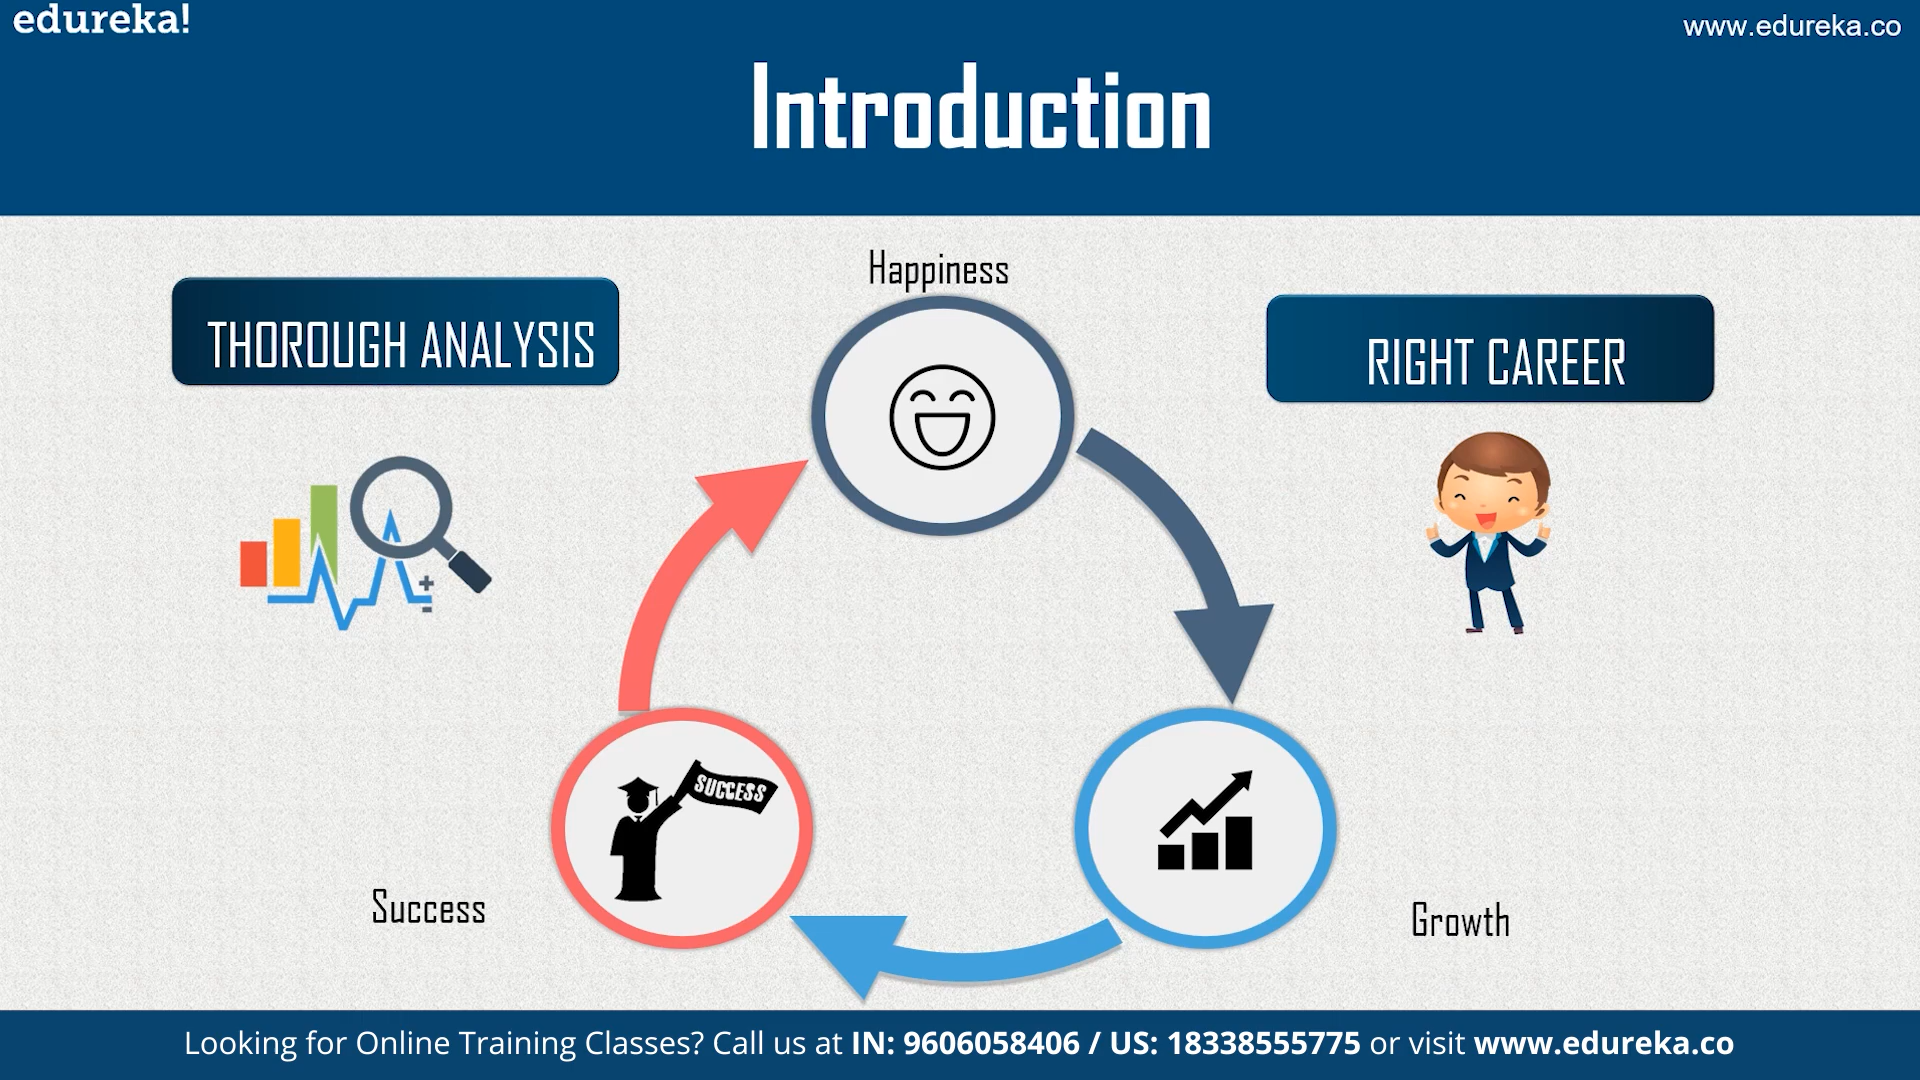 edureka!
www.edureka.co
Introduction
Happiness
THOROUGH ANALYSIS
RIGHT CAREER
SUCCESS
Success
Growth
Looking for Online Training Classes? Call us at IN: 9606058406 / US: 18338555775 or visit www.edureka.co